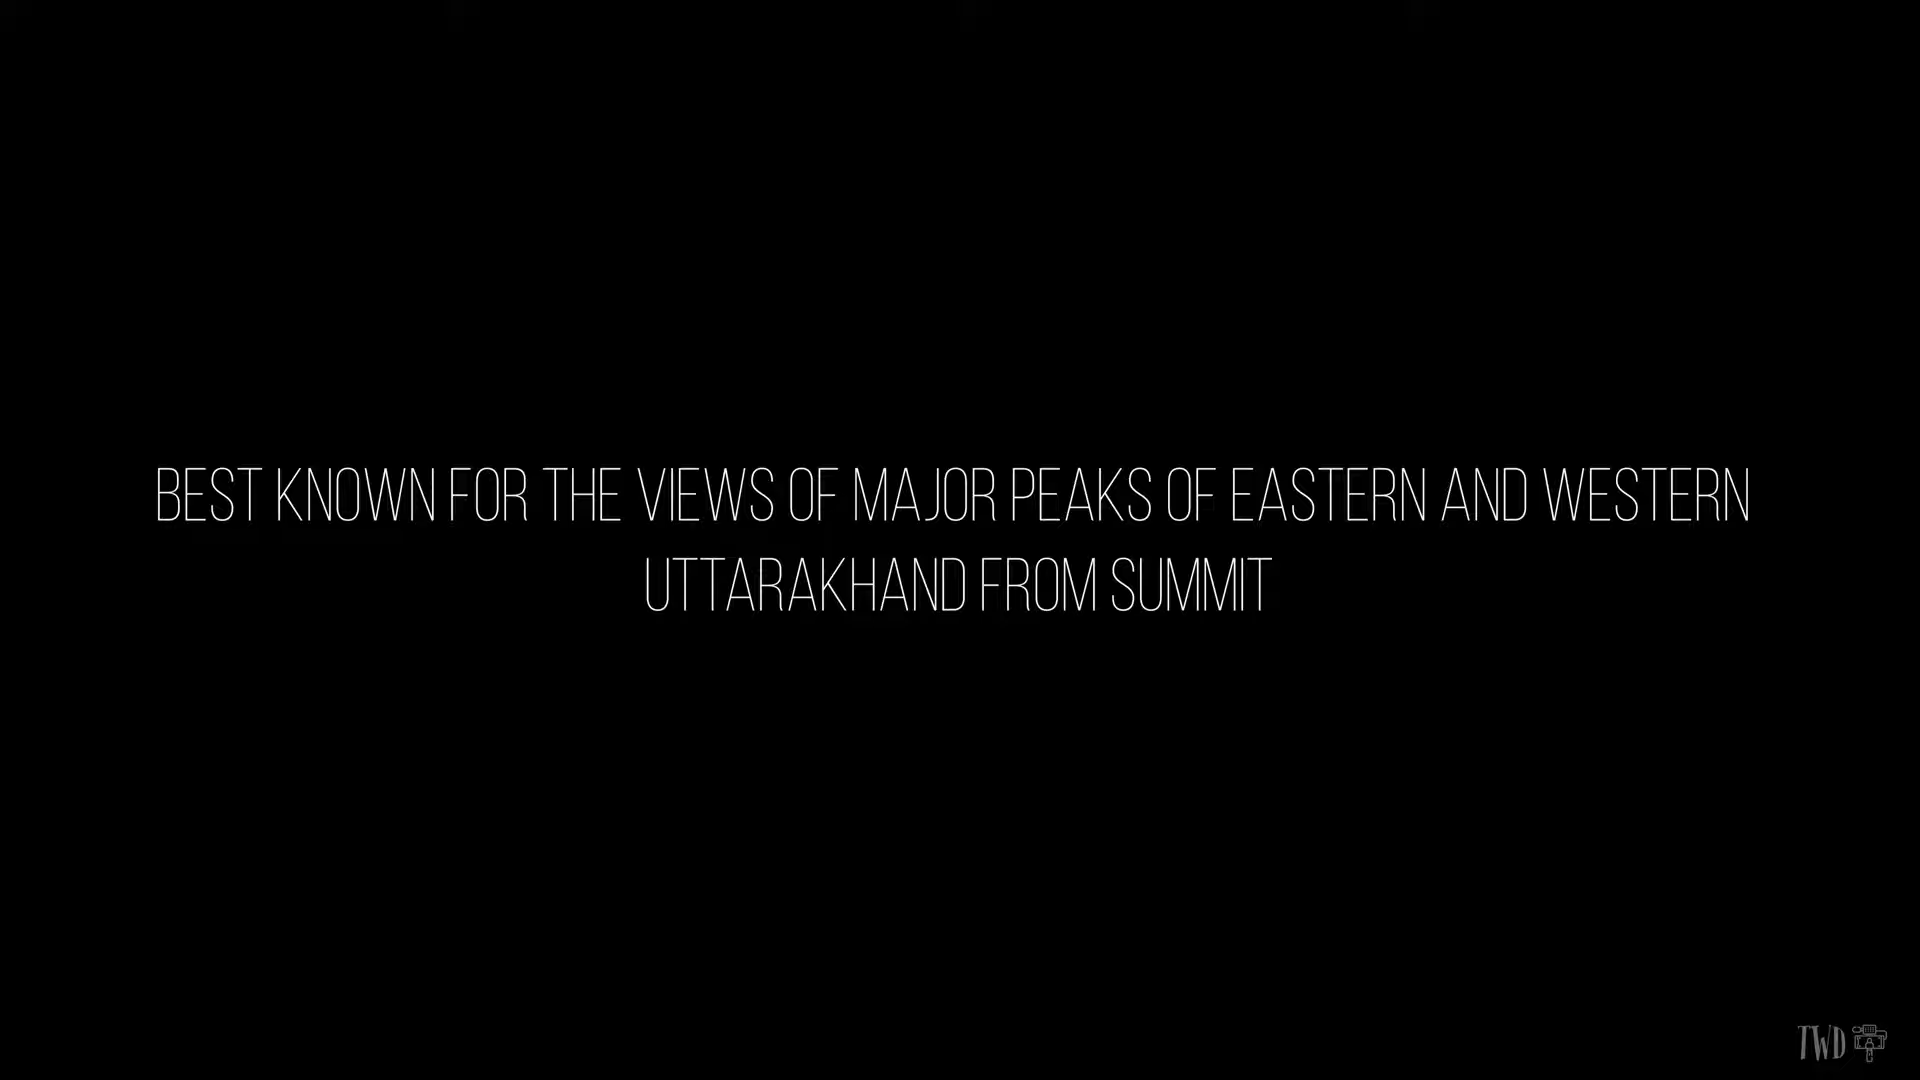 BEST KNOWN FOR THE VIEWS OF MAJOR PEAKS OF EASTERN AND WESTERN
UTTARAKHAND FROM SUMMIT
TWD